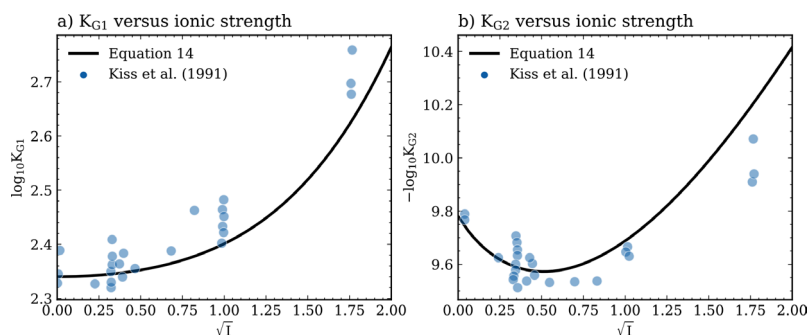 a) K_G1 versus ionic strength
2.7
2.6
2.5
2.4
2.3
log₁₀K_G1
Equation 14
Kiss et al. (1991)
0.00 0.25 0.50 0.75 1.00 1.25 1.50 1.75 2.00
√I
b) K_G2 versus ionic strength
10.4
10.2
10.0
9.8
9.6
−log₁₀K_G2
Equation 14
Kiss et al. (1991)
0.00 0.25 0.50 0.75 1.00 1.25 1.50 1.75 2.00
√I